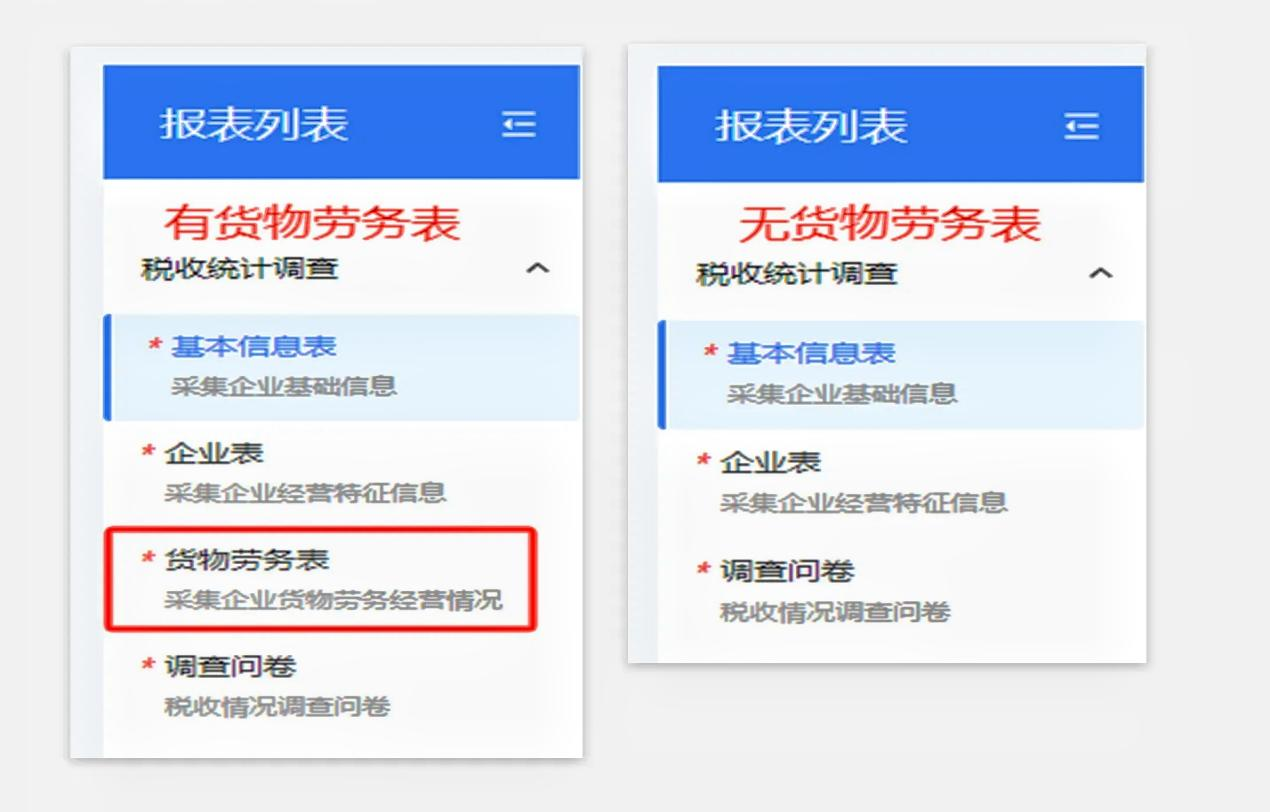 报表列表
有货物劳务表
税收统计调查
* 基本信息表
采集企业基础信息
* 企业表
采集企业经营特征信息
* 货物劳务表
采集企业货物劳务经营情况
* 调查问卷
税收情况调查问卷
报表列表
无货物劳务表
税收统计调查
* 基本信息表
采集企业基础信息
* 企业表
采集企业经营特征信息
* 调查问卷
税收情况调查问卷